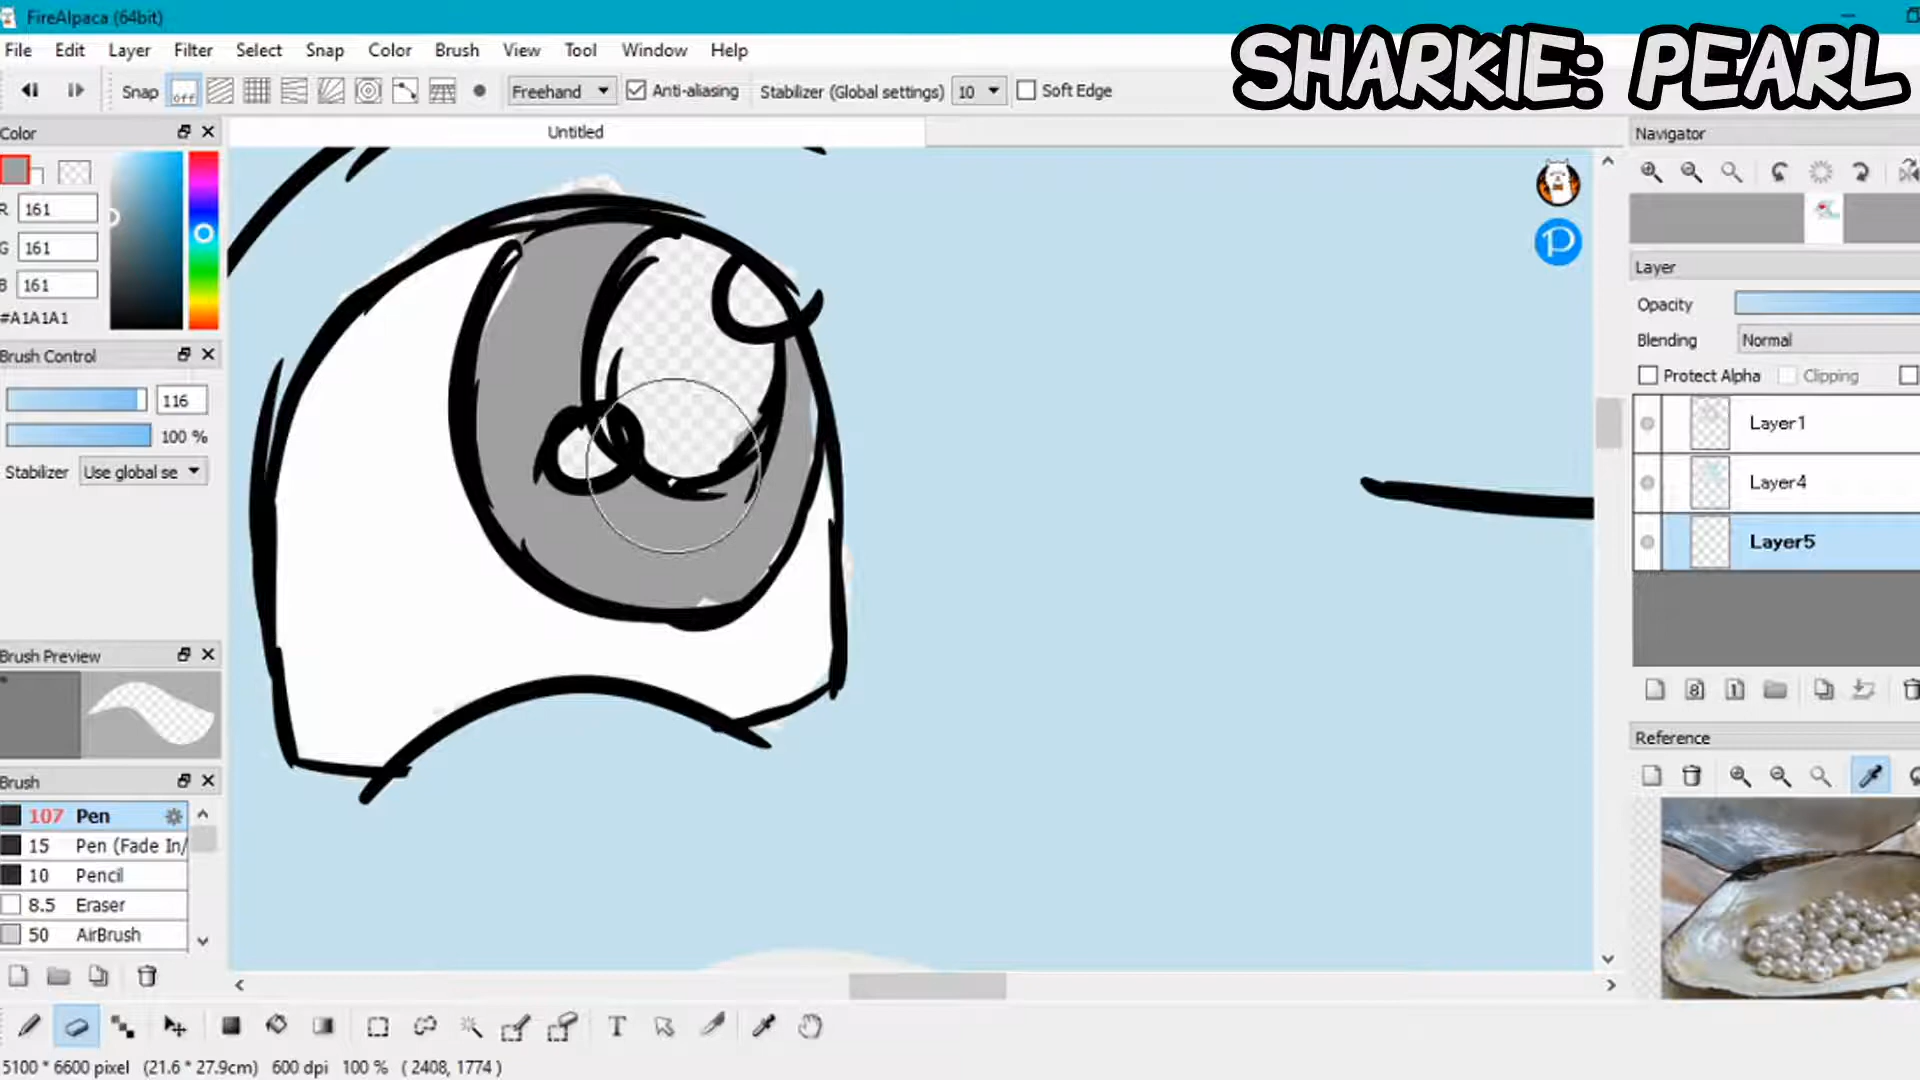 FireAlpaca (64bit)
SHARKIE: PEARL
File Edit Layer Filter Select Snap Color Brush View Tool Window Help
Snap off Freehand Anti-aliasing Stabilizer (Global settings) 10 Soft Edge
Color
Untitled
Navigator
R 161
G 161
B 161
#A1A1A1
Layer
Opacity
Blending Normal
Protect Alpha Clipping
Layer1
Layer4
Layer5
Brush Control
116
100 %
Stabilizer Use global se
Brush Preview
Reference
Brush
107 Pen
15 Pen (Fade In/
10 Pencil
8.5 Eraser
50 AirBrush
5100 * 6600 pixel (21.6 * 27.9cm) 600 dpi 100 % ( 2408, 1774 )